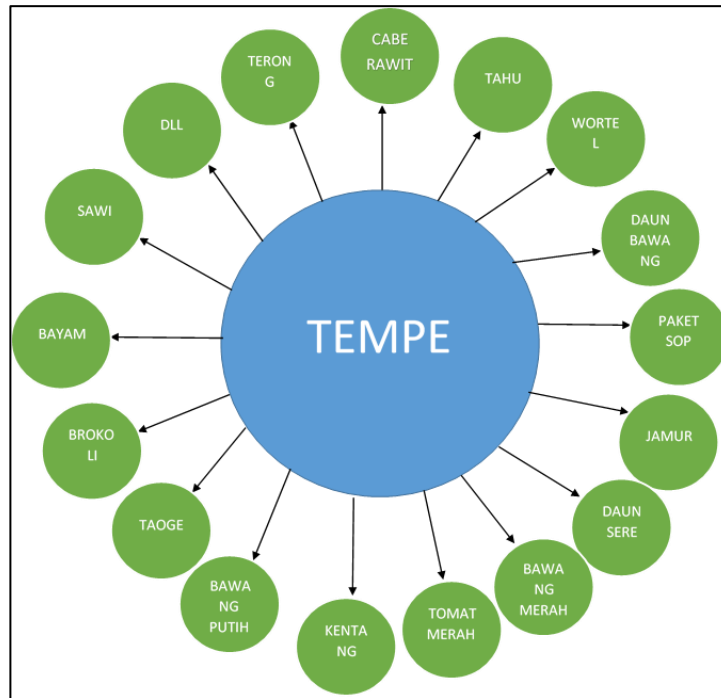 CABE
RAWIT
TAHU
WORTE
L
DAUN
BAWA
NG
PAKET
SOP
JAMUR
DAUN
SERE
BAWA
NG
MERAH
TOMAT
MERAH
KENTA
NG
BAWA
NG
PUTIH
TAOGE
BROKO
LI
BAYAM
SAWI
DLL
TERON
G
TEMPE